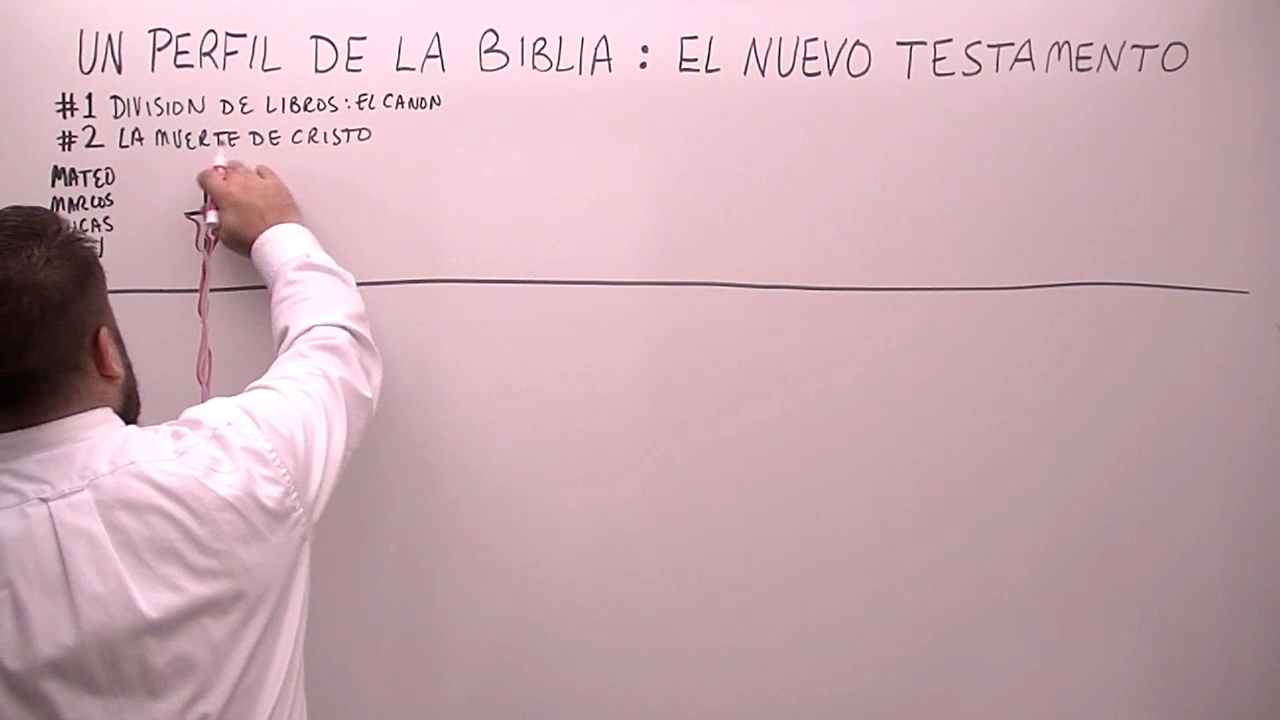 UN PERFIL DE LA BIBLIA : EL NUEVO TESTAMENTO
#1 DIVISION DE LIBROS : EL CANON
#2 LA MUERTE DE CRISTO
MATEO
MARCOS